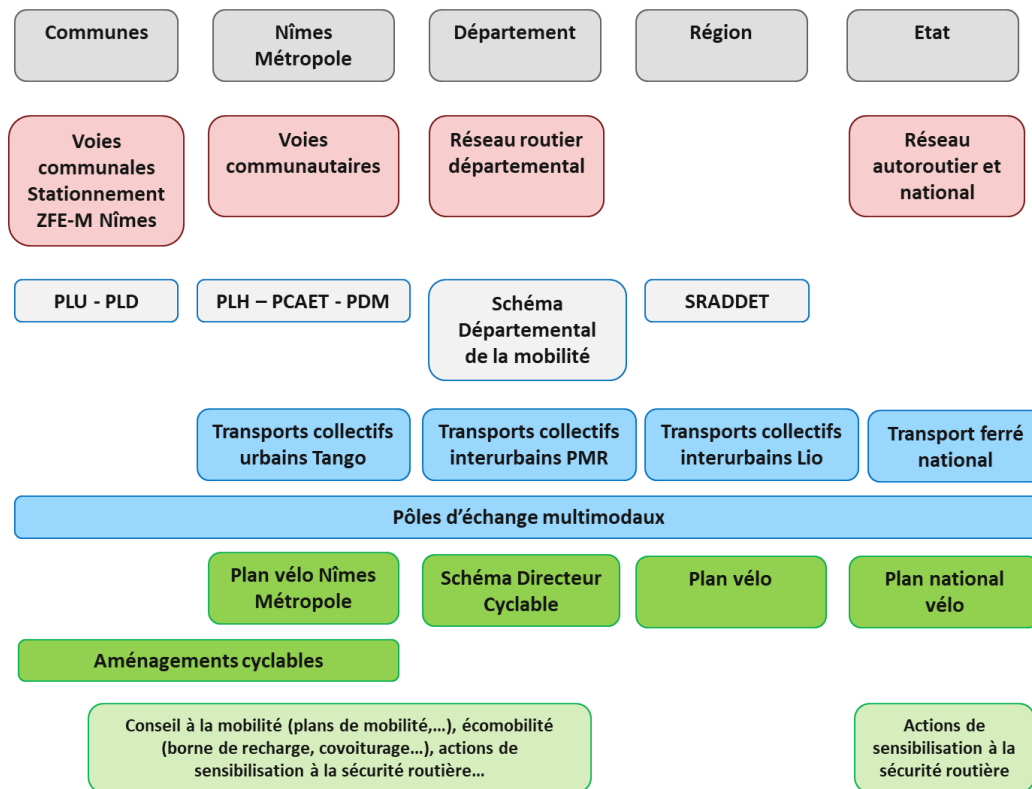 Communes
Nîmes
Métropole
Département
Région
Etat
Voies
communales
Stationnement
ZFE-M Nîmes
Voies
communautaires
Réseau routier
départemental
Réseau
autoroutier et
national
PLU - PLD
PLH – PCAET - PDM
Schéma
Départemental
de la mobilité
SRADDET
Transports collectifs
urbains Tango
Transports collectifs
interurbains PMR
Transports collectifs
interurbains Lio
Transport ferré
national
Pôles d’échange multimodaux
Plan vélo Nîmes
Métropole
Schéma Directeur
Cyclable
Plan vélo
Plan national
vélo
Aménagements cyclables
Conseil à la mobilité (plans de mobilité,…), écomobilité
(borne de recharge, covoiturage…), actions de
sensibilisation à la sécurité routière…
Actions de
sensibilisation à la
sécurité routière